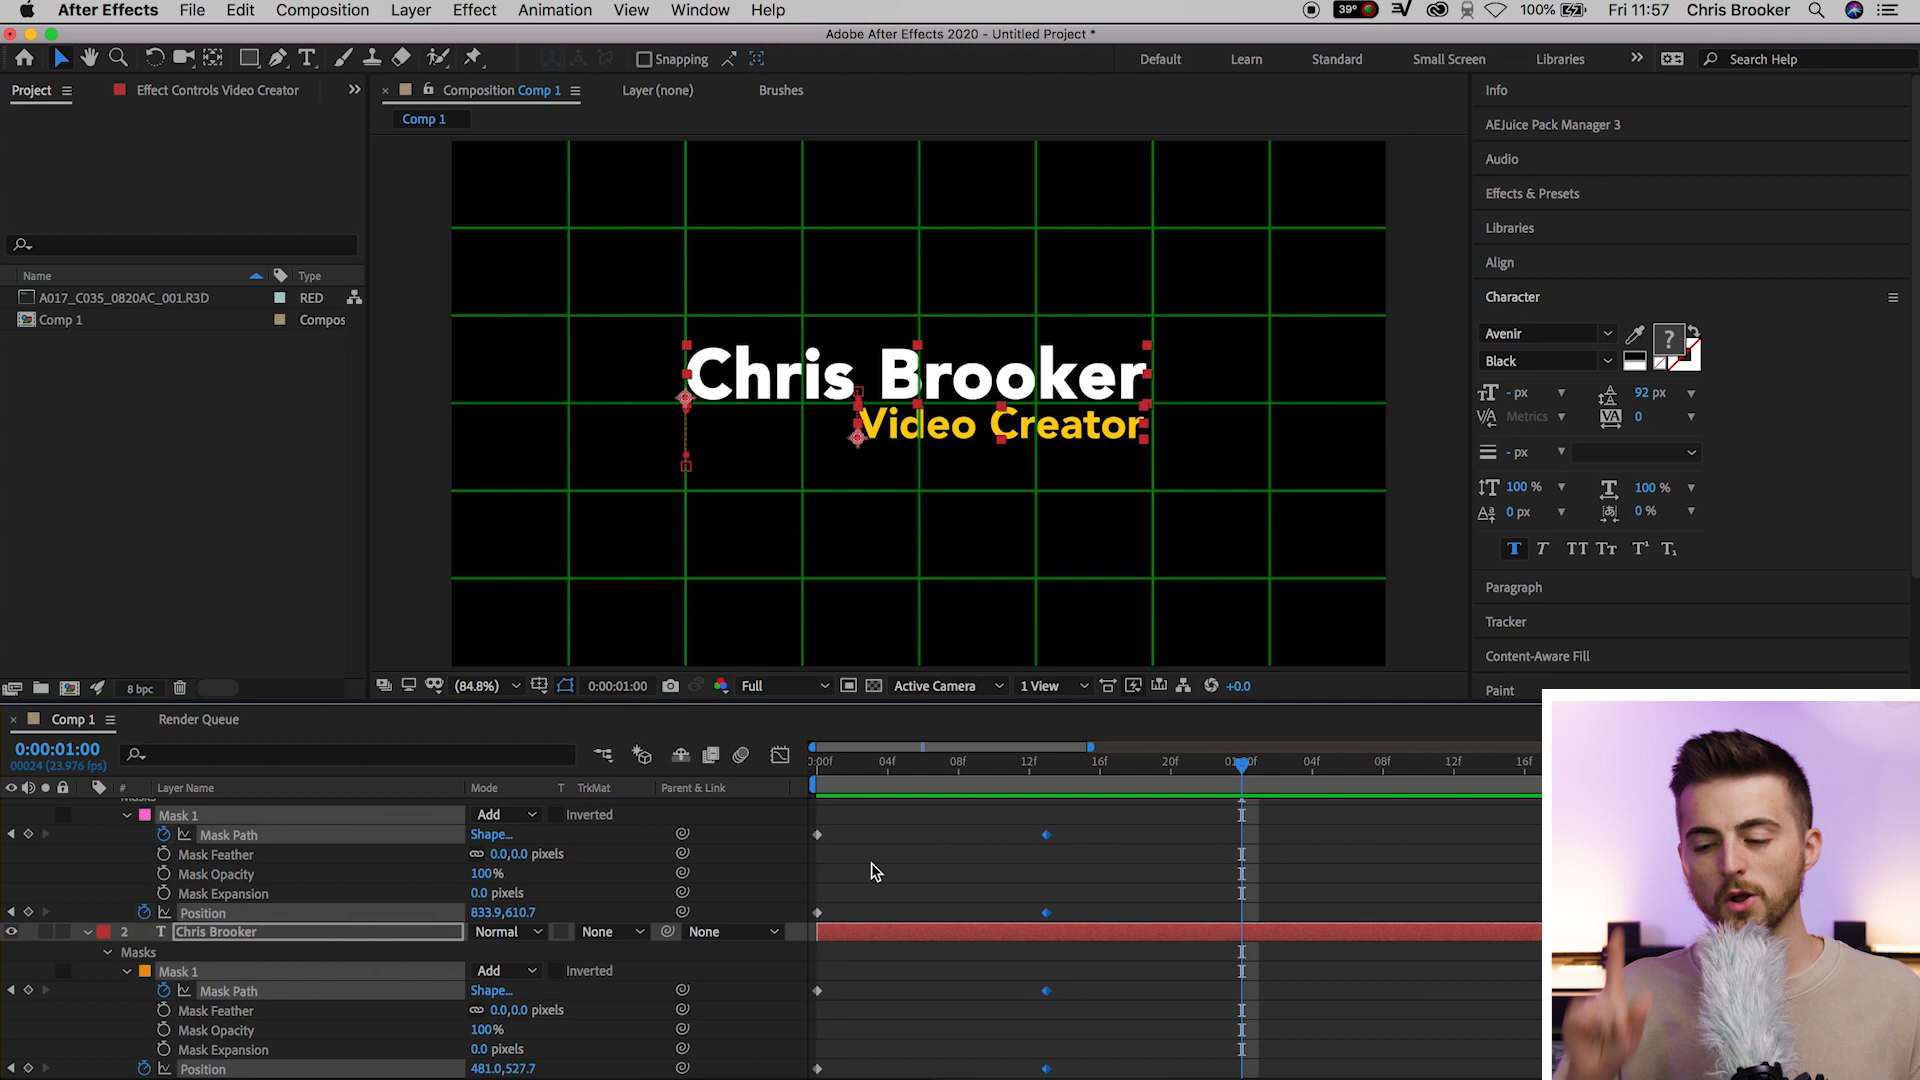 After Effects File Edit Composition Layer Effect Animation View Window Help 39° 100% Fri 11:57 Chris Brooker
Adobe After Effects 2020 - Untitled Project *
Snapping Default Learn Standard Small Screen Libraries Search Help
Project Effect Controls Video Creator Composition Comp 1 Layer (none) Brushes Info
Comp 1
AEJuice Pack Manager 3
Audio
Effects & Presets
Libraries
Align
Name Type
A017_C035_0820AC_001.R3D RED
Comp 1 Compos
Character
Avenir
Black
- px 92 px
Metrics 0
- px
100 % 100 %
0 px 0 %
T T TT Tт T¹ T₁
Paragraph
Tracker
Content-Aware Fill
Paint
Chris Brooker
Video Creator
8 bpc (84.8%) 0:00:01:00 Full Active Camera 1 View +0.0
Comp 1 Render Queue
0:00:01:00
00024 (23.976 fps)
0:00f 04f 08f 12f 16f 20f 01:00f 04f 08f 12f 16f
# Layer Name Mode T TrkMat Parent & Link
Masks
Mask 1 Add Inverted
Mask Path Shape...
Mask Feather 0.0,0.0 pixels
Mask Opacity 100%
Mask Expansion 0.0 pixels
Position 833.9,610.7
2 T Chris Brooker Normal None None
Masks
Mask 1 Add Inverted
Mask Path Shape...
Mask Feather 0.0,0.0 pixels
Mask Opacity 100%
Mask Expansion 0.0 pixels
Position 481.0,527.7